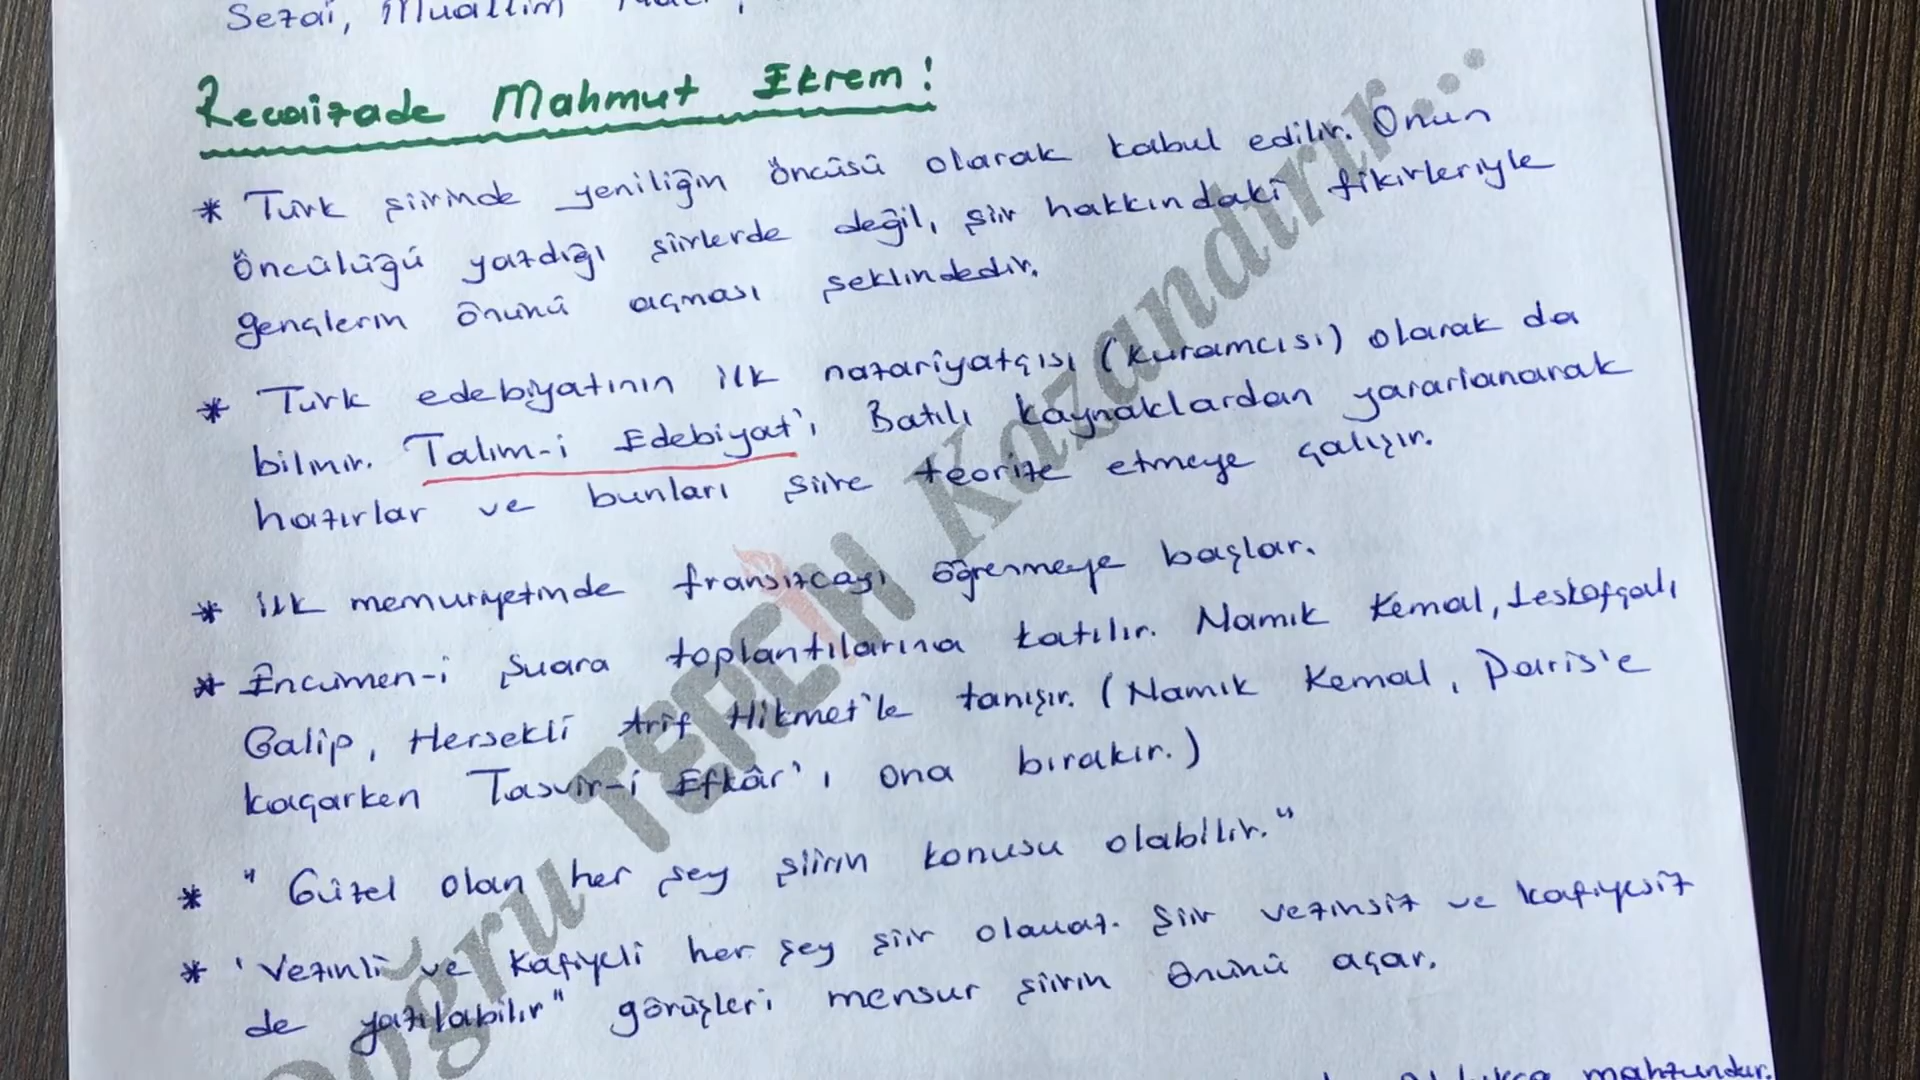 Sezai, Muallim
Recaizade Mahmut Ekrem:
* Türk şiirinde yeniliğin öncüsü olarak kabul edilir. Onun
öncülüğü yazdığı şiirlerde değil, şiir hakkındaki fikirleriyle
gençlerin önünü açması şeklindedir.
* Türk edebiyatının ilk nazariyatçısı (kuramcısı) olarak da
bilinir. Talim-i Edebiyat'ı Batılı kaynaklardan yararlanarak
hazırlar ve bunları şiire teorize etmeye çalışır.
* İlk memuriyetinde fransızcayı öğrenmeye başlar.
* Encümen-i Şuara toplantılarına katılır. Namık Kemal, Leskofçalı
Galip, Hersekli Arif Hikmet'le tanışır. (Namık Kemal, Paris'e
kaçarken Tasvir-i Efkâr'ı ona bırakır.)
* "Güzel olan her şey şiirin konusu olabilir."
* 'Vezinli ve kafiyeli her şey şiir olamaz. Şiir vezinsiz ve kafiyesiz
de yazılabilir" görüşleri mensur şiirin önünü açar.
mahzundur.
Doğru TERCİH Kazandırır...